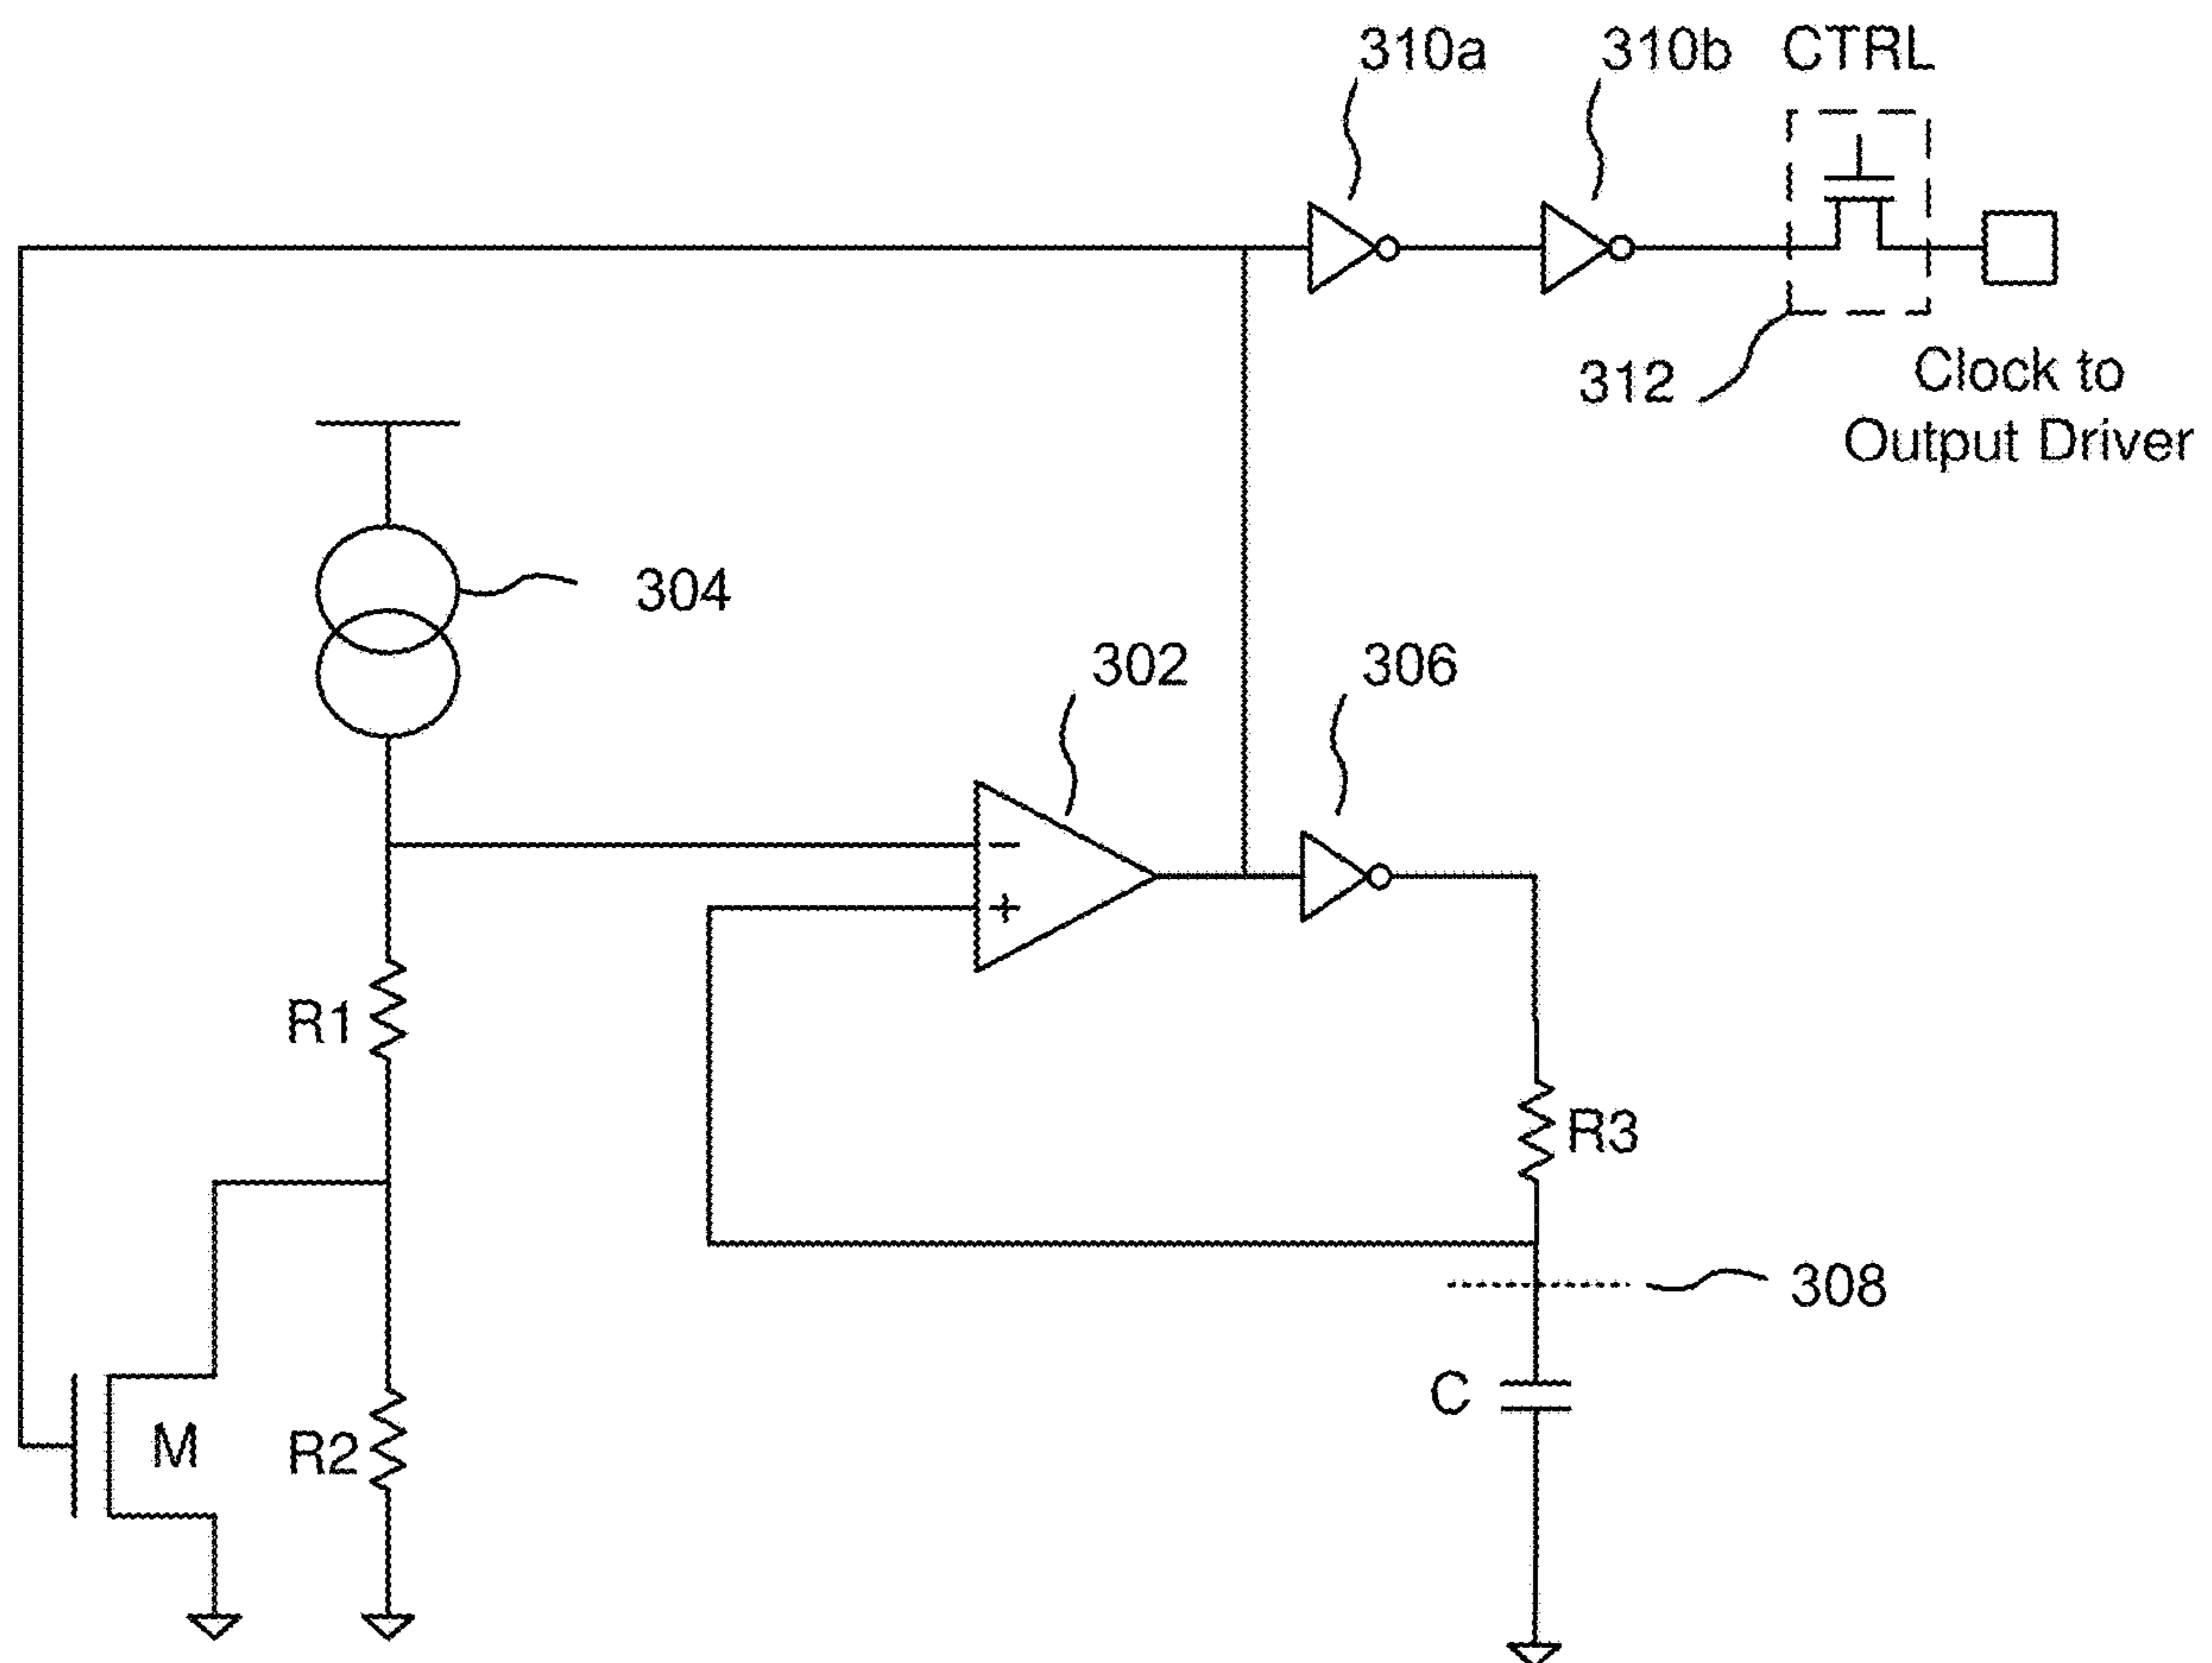 310a
310b
CTRL
312
Clock to
Output Driver
304
302
306
−
+
R1
R3
308
C
M
R2